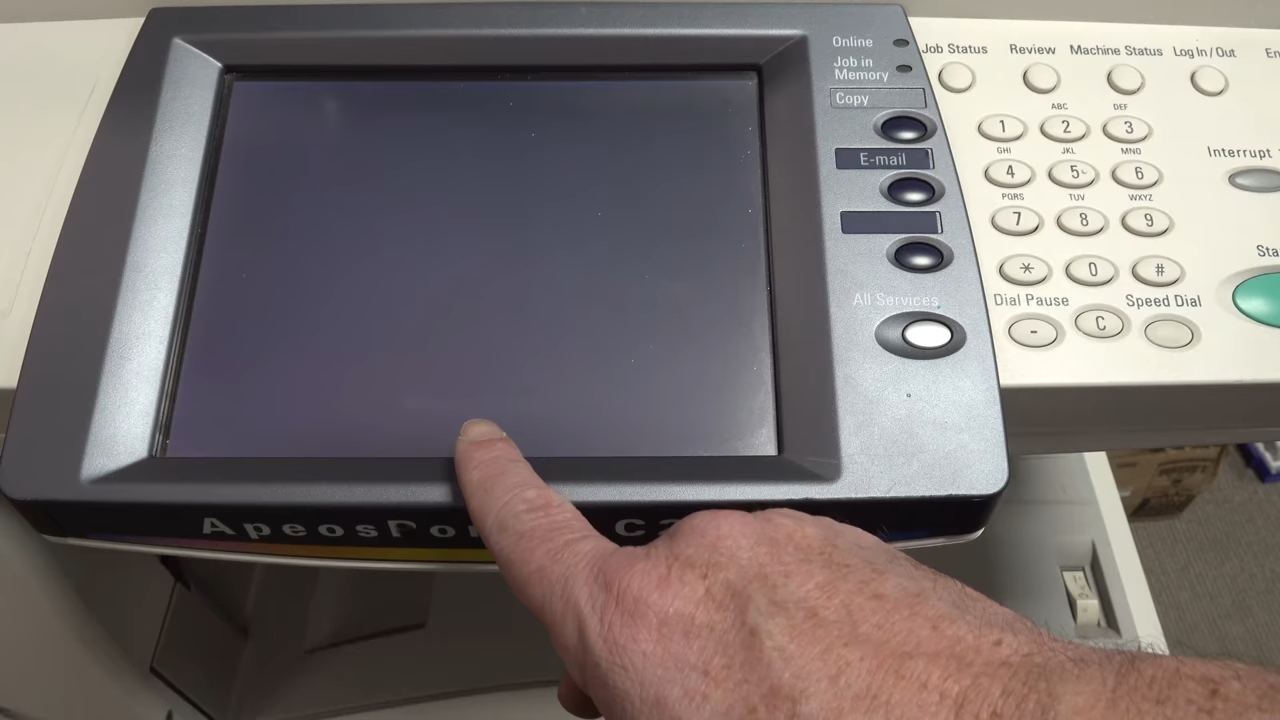 Online
Job in
Memory
Copy
E-mail
All Services
Job Status
Review
Machine Status
Log In / Out
ABC
DEF
1
2
3
GHI
JKL
MNO
4
5
6
PQRS
TUV
WXYZ
7
8
9
*
0
#
Dial Pause
Speed Dial
-
C
Interrupt